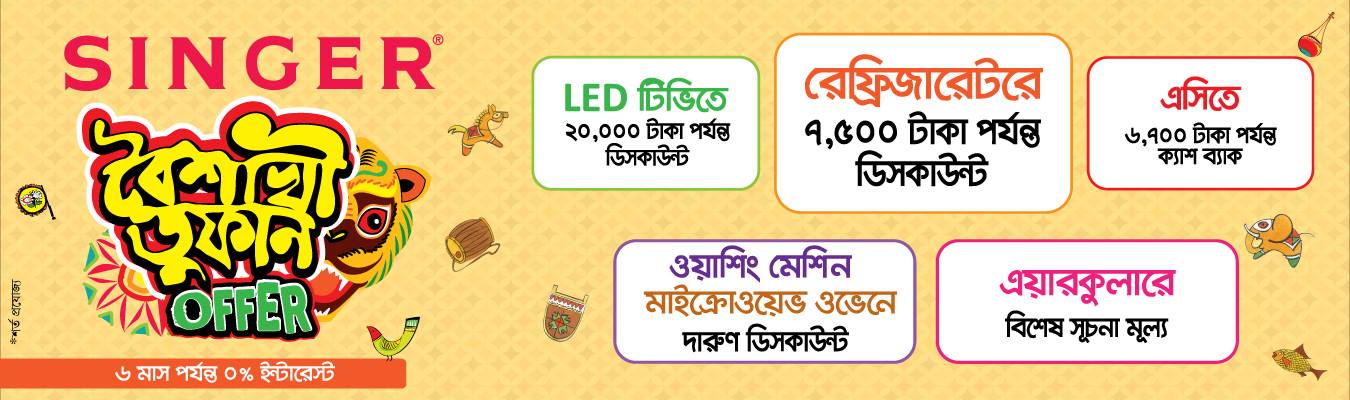 SINGER®
বৈশাখী
তুফান
OFFER
*শর্ত প্রযোজ্য
৬ মাস পর্যন্ত ০% ইন্টারেস্ট
LED টিভিতে
২০,০০০ টাকা পর্যন্ত
ডিসকাউন্ট
রেফ্রিজারেটরে
৭,৫০০ টাকা পর্যন্ত
ডিসকাউন্ট
এসিতে
৬,৭০০ টাকা পর্যন্ত
ক্যাশ ব্যাক
ওয়াশিং মেশিন
মাইক্রোওয়েভ ওভেনে
দারুণ ডিসকাউন্ট
এয়ারকুলারে
বিশেষ সূচনা মূল্য